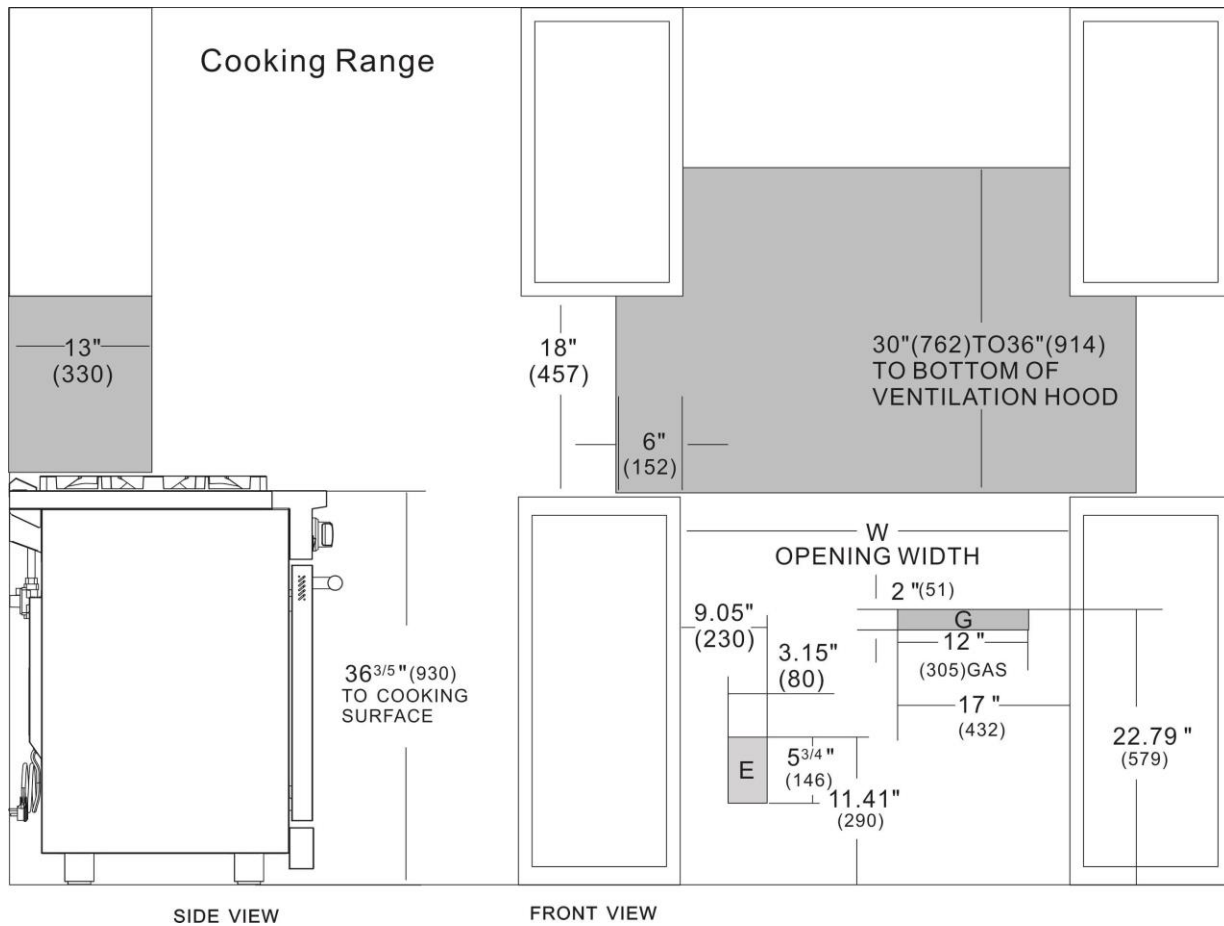 Cooking Range
13"
(330)
18"
(457)
30"(762)TO36"(914)
TO BOTTOM OF
VENTILATION HOOD
6"
(152)
W
OPENING WIDTH
2 "(51)
G
12 "
(305)GAS
17 "
(432)
9.05"
(230)
3.15"
(80)
E
5 3/4 "
(146)
11.41"
(290)
22.79 "
(579)
36 3/5 " (930)
TO COOKING
SURFACE
SIDE VIEW
FRONT VIEW